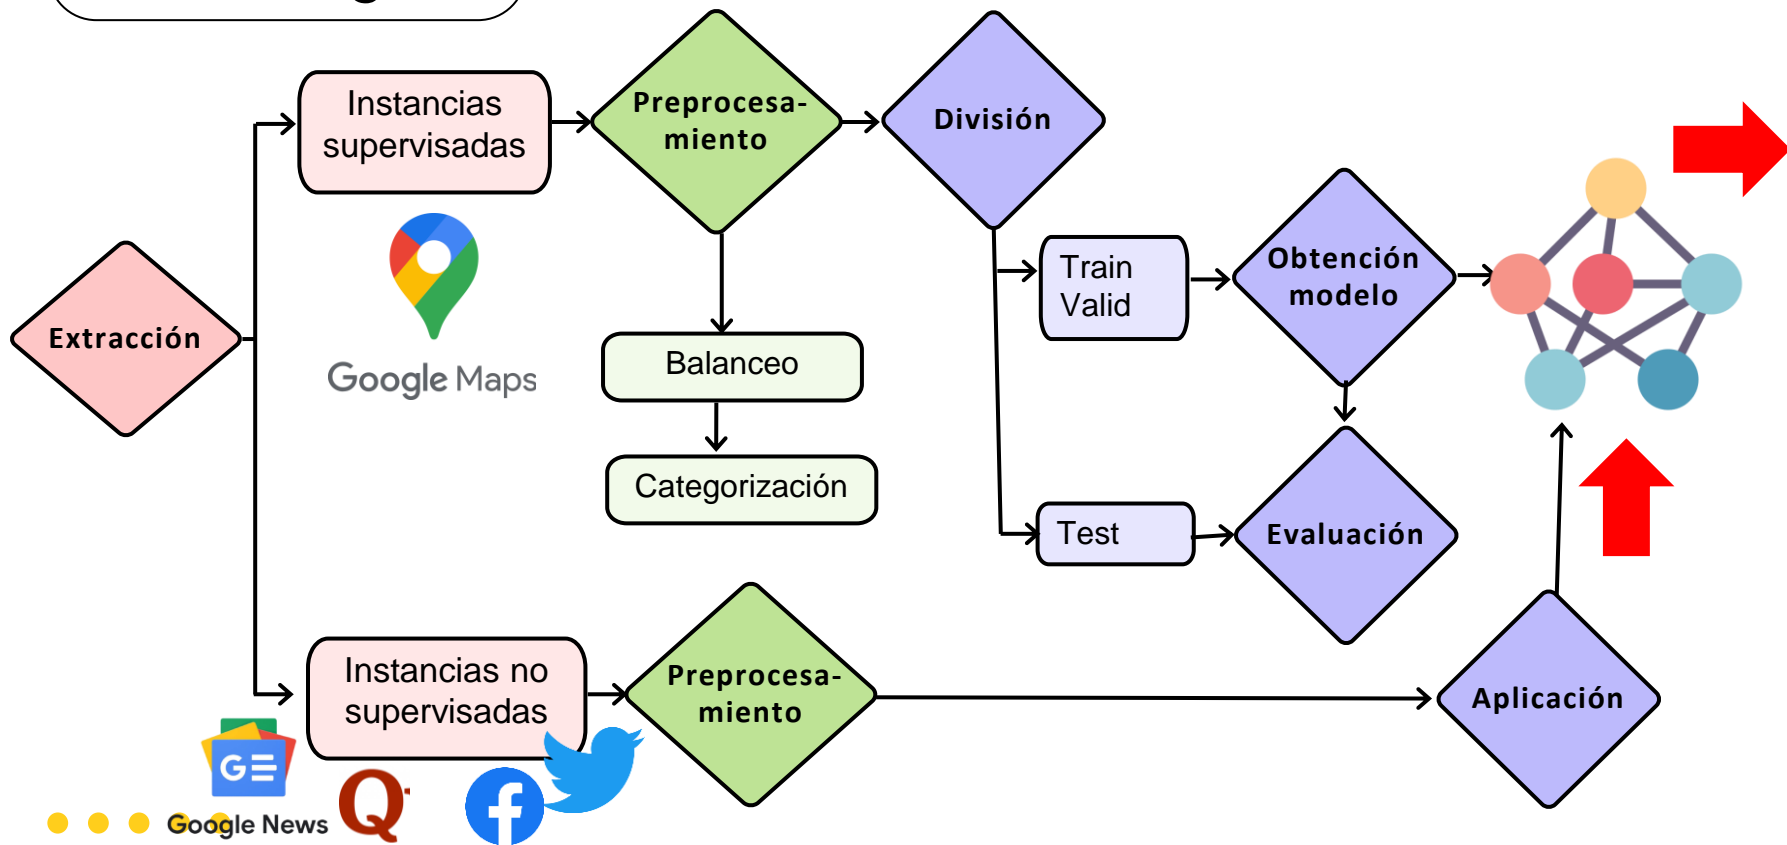 Instancias
supervisadas
Preprocesa-
miento
División
Extracción
Google Maps
Train
Valid
Obtención
modelo
Balanceo
Categorización
Test
Evaluación
Instancias no
supervisadas
Preprocesa-
miento
Aplicación
G
Google News
Q
f